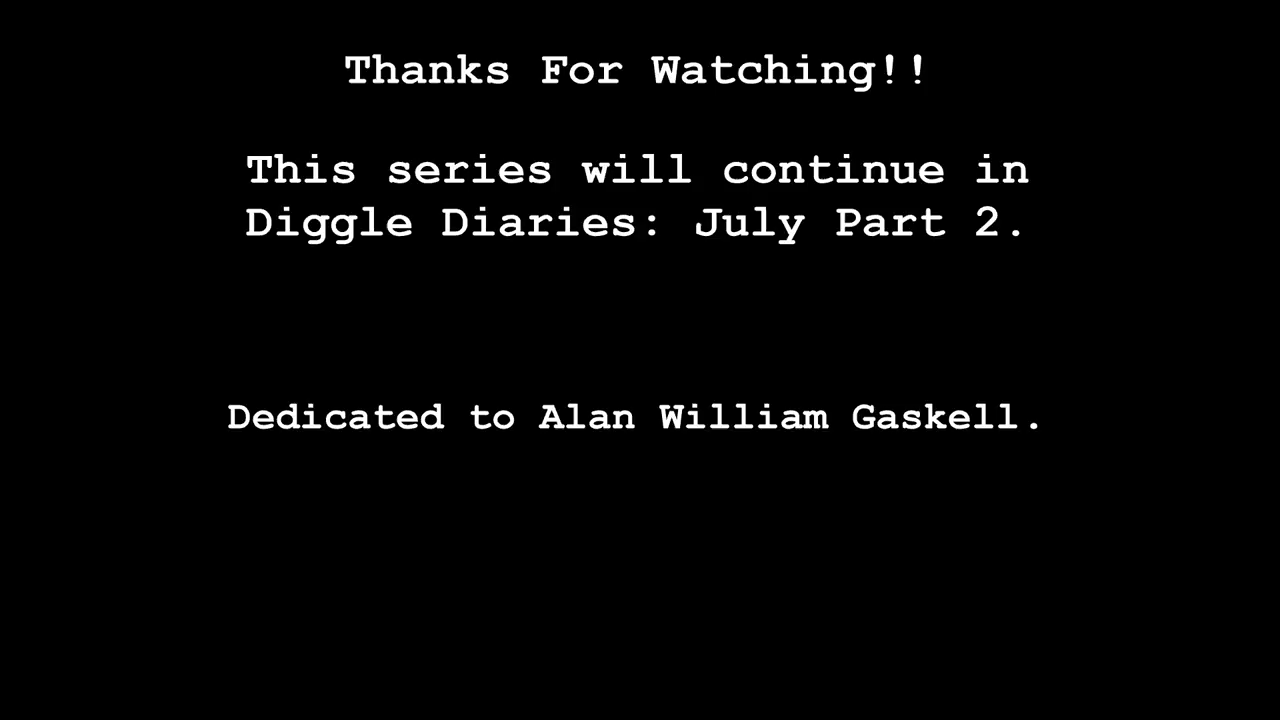 Thanks For Watching!!
This series will continue in
Diggle Diaries: July Part 2.
Dedicated to Alan William Gaskell.